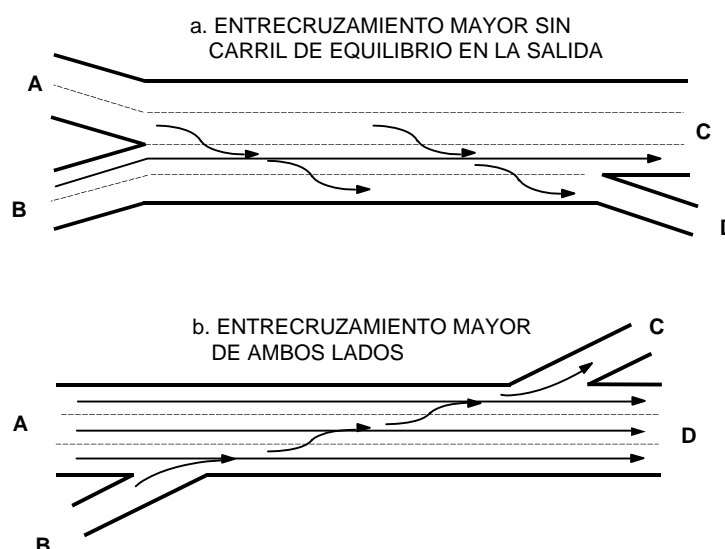 a. ENTRECRUZAMIENTO MAYOR SIN
CARRIL DE EQUILIBRIO EN LA SALIDA
A
C
B
D
b. ENTRECRUZAMIENTO MAYOR
DE AMBOS LADOS
C
A
D
B